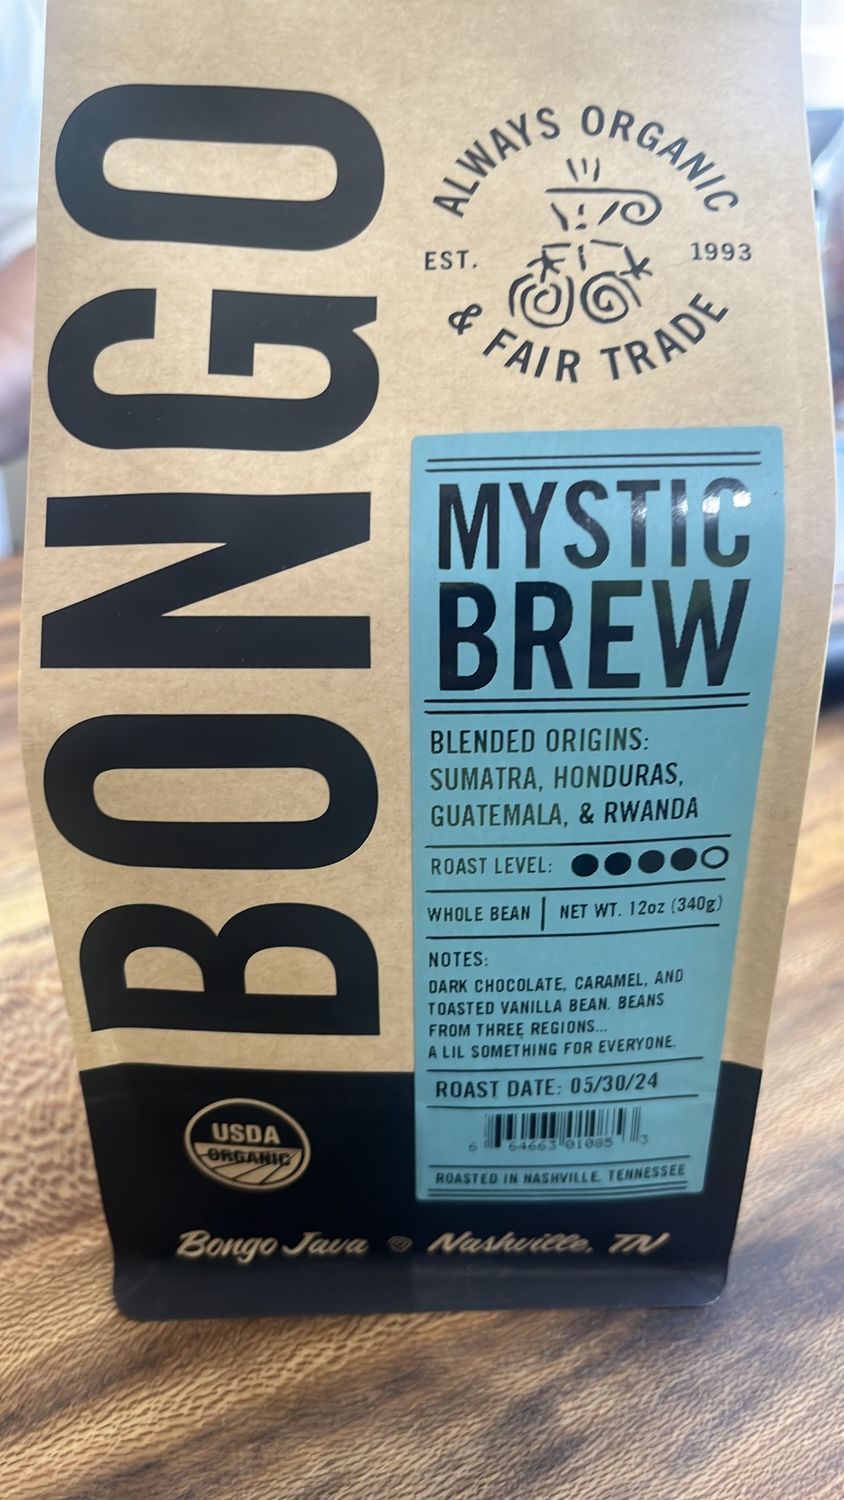 BONGO
ALWAYS ORGANIC
EST. 1993
& FAIR TRADE
MYSTIC
BREW
BLENDED ORIGINS:
SUMATRA, HONDURAS,
GUATEMALA, & RWANDA
ROAST LEVEL:
WHOLE BEAN | NET WT. 12oz (340g)
NOTES:
DARK CHOCOLATE, CARAMEL, AND
TOASTED VANILLA BEAN. BEANS
FROM THREE REGIONS...
A LIL SOMETHING FOR EVERYONE.
ROAST DATE: 05/30/24
6 64663 01085 3
ROASTED IN NASHVILLE, TENNESSEE
USDA
ORGANIC
Bongo Java Nashville, TN